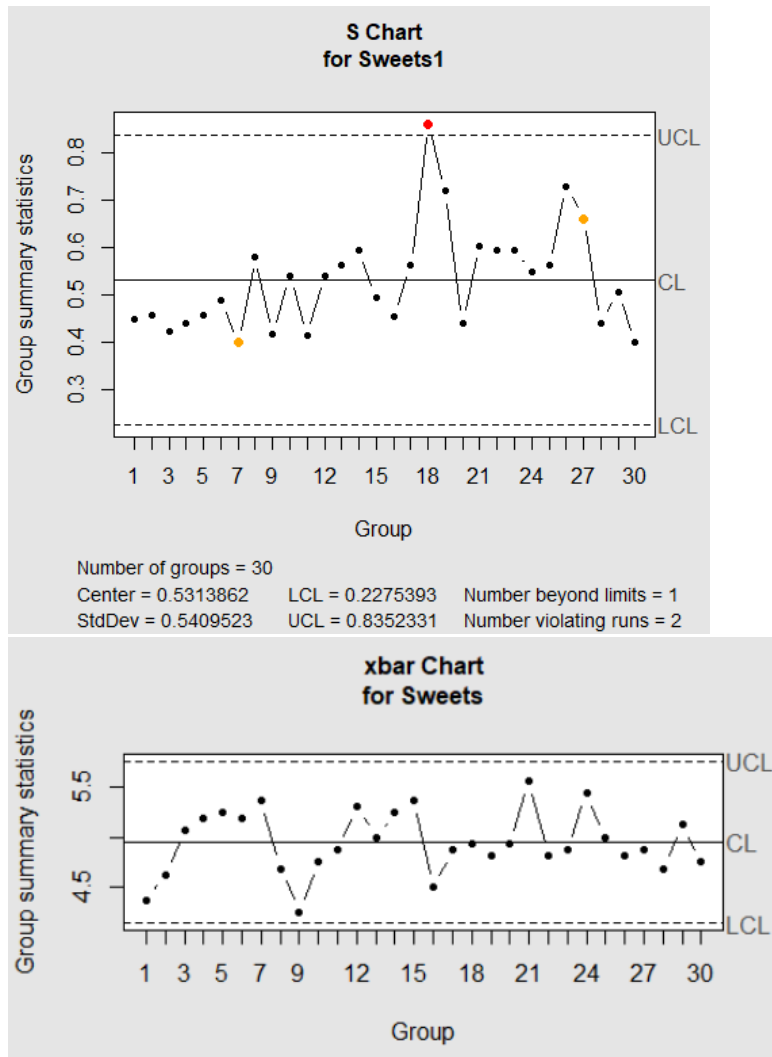 S Chart
for Sweets1
Group summary statistics
0.8
0.7
0.6
0.5
0.4
0.3
UCL
CL
LCL
1 3 5 7 9 12 15 18 21 24 27 30
Group
Number of groups = 30
Center = 0.5313862 LCL = 0.2275393 Number beyond limits = 1
StdDev = 0.5409523 UCL = 0.8352331 Number violating runs = 2
xbar Chart
for Sweets
Group summary statistics
5.5
4.5
UCL
CL
LCL
1 3 5 7 9 12 15 18 21 24 27 30
Group